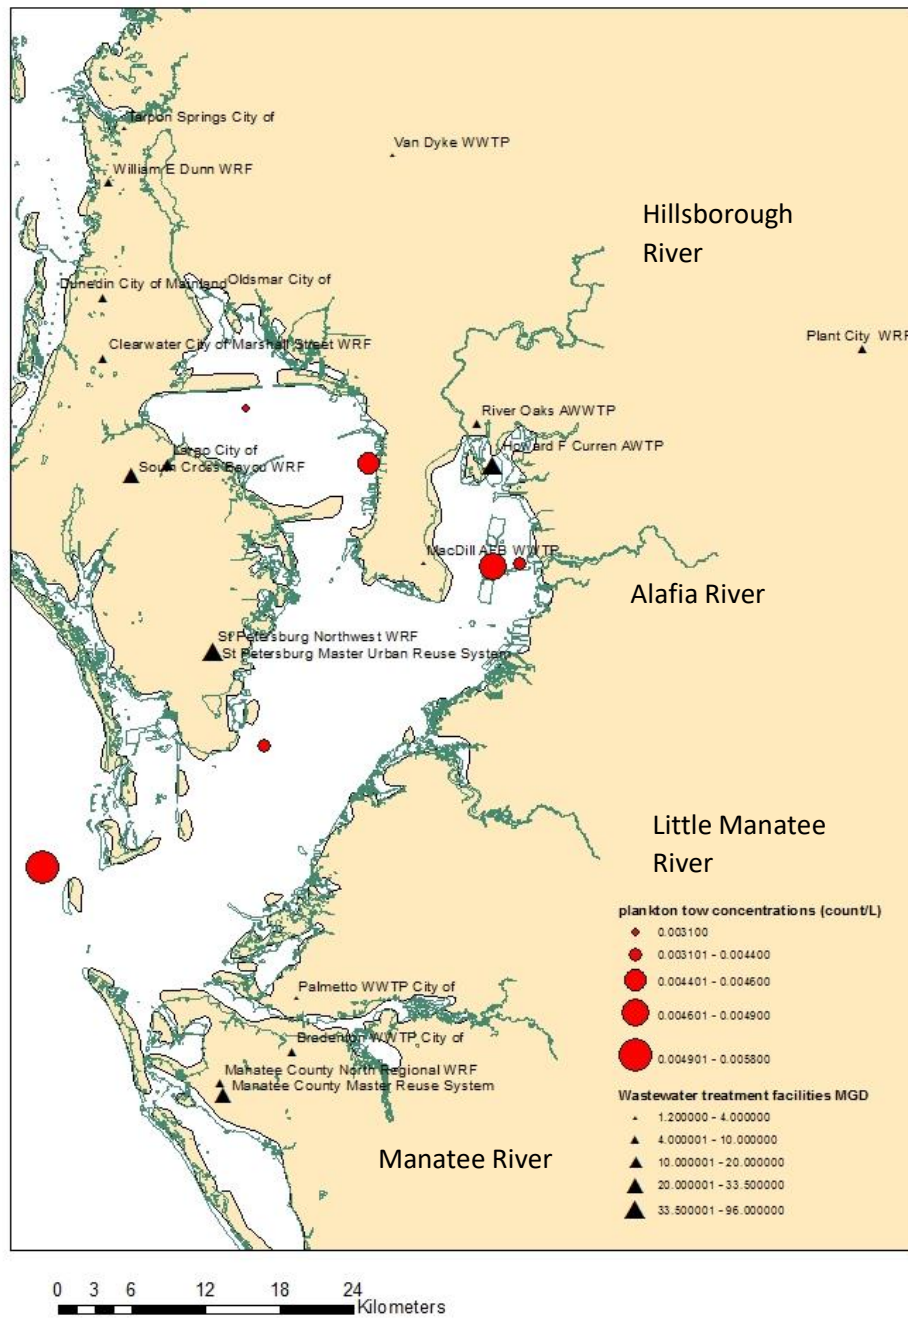 Tarpon Springs City of
Van Dyke WWTP
William E Dunn WRF
Hillsborough
River
Dunedin City of Mainland
Oldsmar City of
Plant City WRF
Clearwater City of Marshall Street WRF
River Oaks AWWTP
Howard F Curren AWTP
Largo City of
South Cross Bayou WRF
MacDill AFB WWTP
Alafia River
St Petersburg Northwest WRF
St Petersburg Master Urban Reuse System
Little Manatee
River
plankton tow concentrations (count/L)
0.003100
0.003101 - 0.004400
0.004401 - 0.004600
0.004601 - 0.004900
0.004901 - 0.005800
Palmetto WWTP City of
Bradenton WWTP City of
Manatee County North Regional WRF
Manatee County Master Reuse System
Wastewater treatment facilities MGD
1.200000 - 4.000000
4.000001 - 10.000000
10.000001 - 20.000000
20.000001 - 33.500000
33.500001 - 96.000000
Manatee River
0 3 6 12 18 24
Kilometers